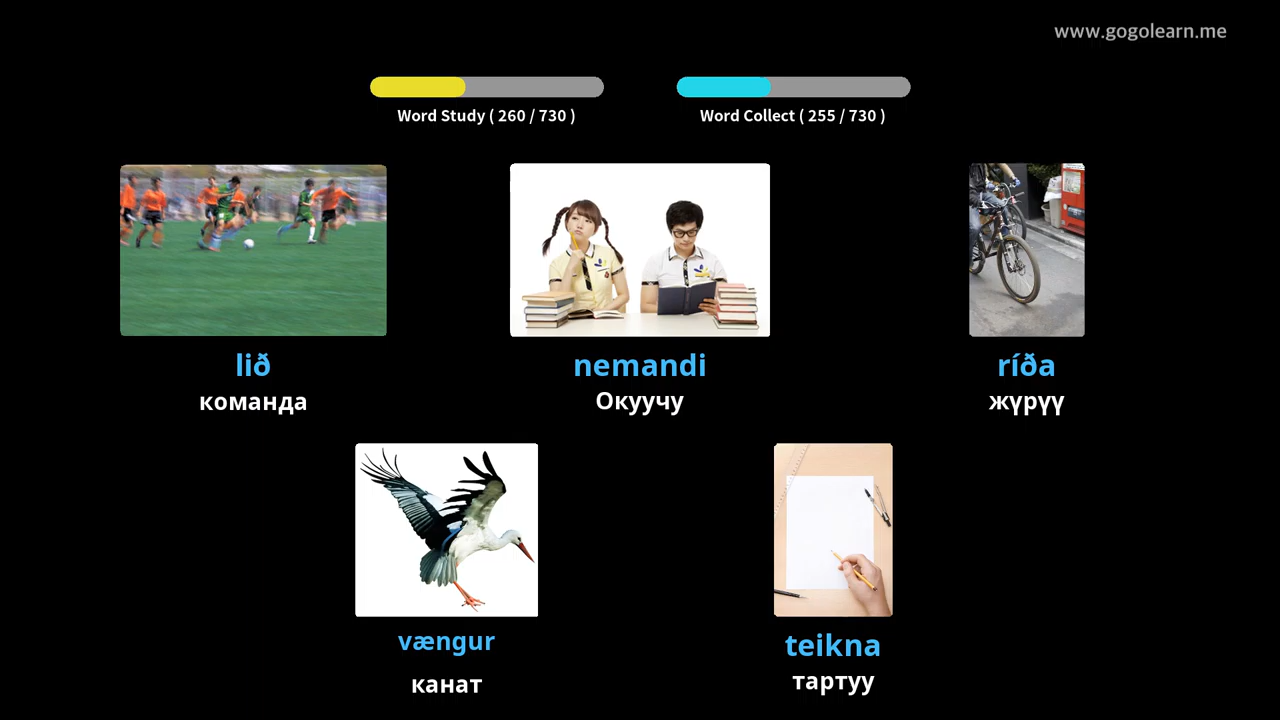 www.gogolearn.me
Word Study ( 260 / 730 )
Word Collect ( 255 / 730 )
lið
команда
nemandi
Окуучу
ríða
жүрүү
vængur
канат
teikna
тартуу